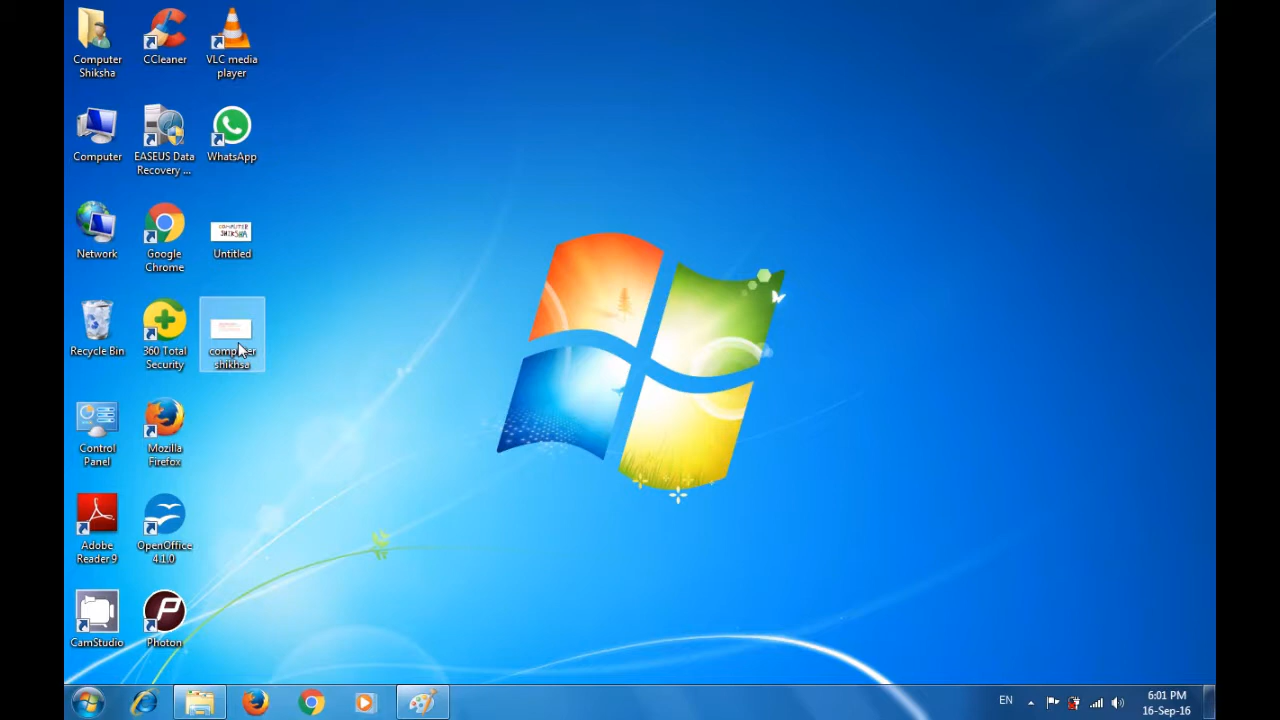 Computer
Shiksha
CCleaner
VLC media
player
Computer
EASEUS Data
Recovery ...
WhatsApp
Network
Google
Chrome
COMPUTER
SHIKSHA
Untitled
Recycle Bin
360 Total
Security
computer
shikhsa
Control
Panel
Mozilla
Firefox
Adobe
Reader 9
OpenOffice
4.1.0
CamStudio
Photon
EN
6:01 PM
16-Sep-16